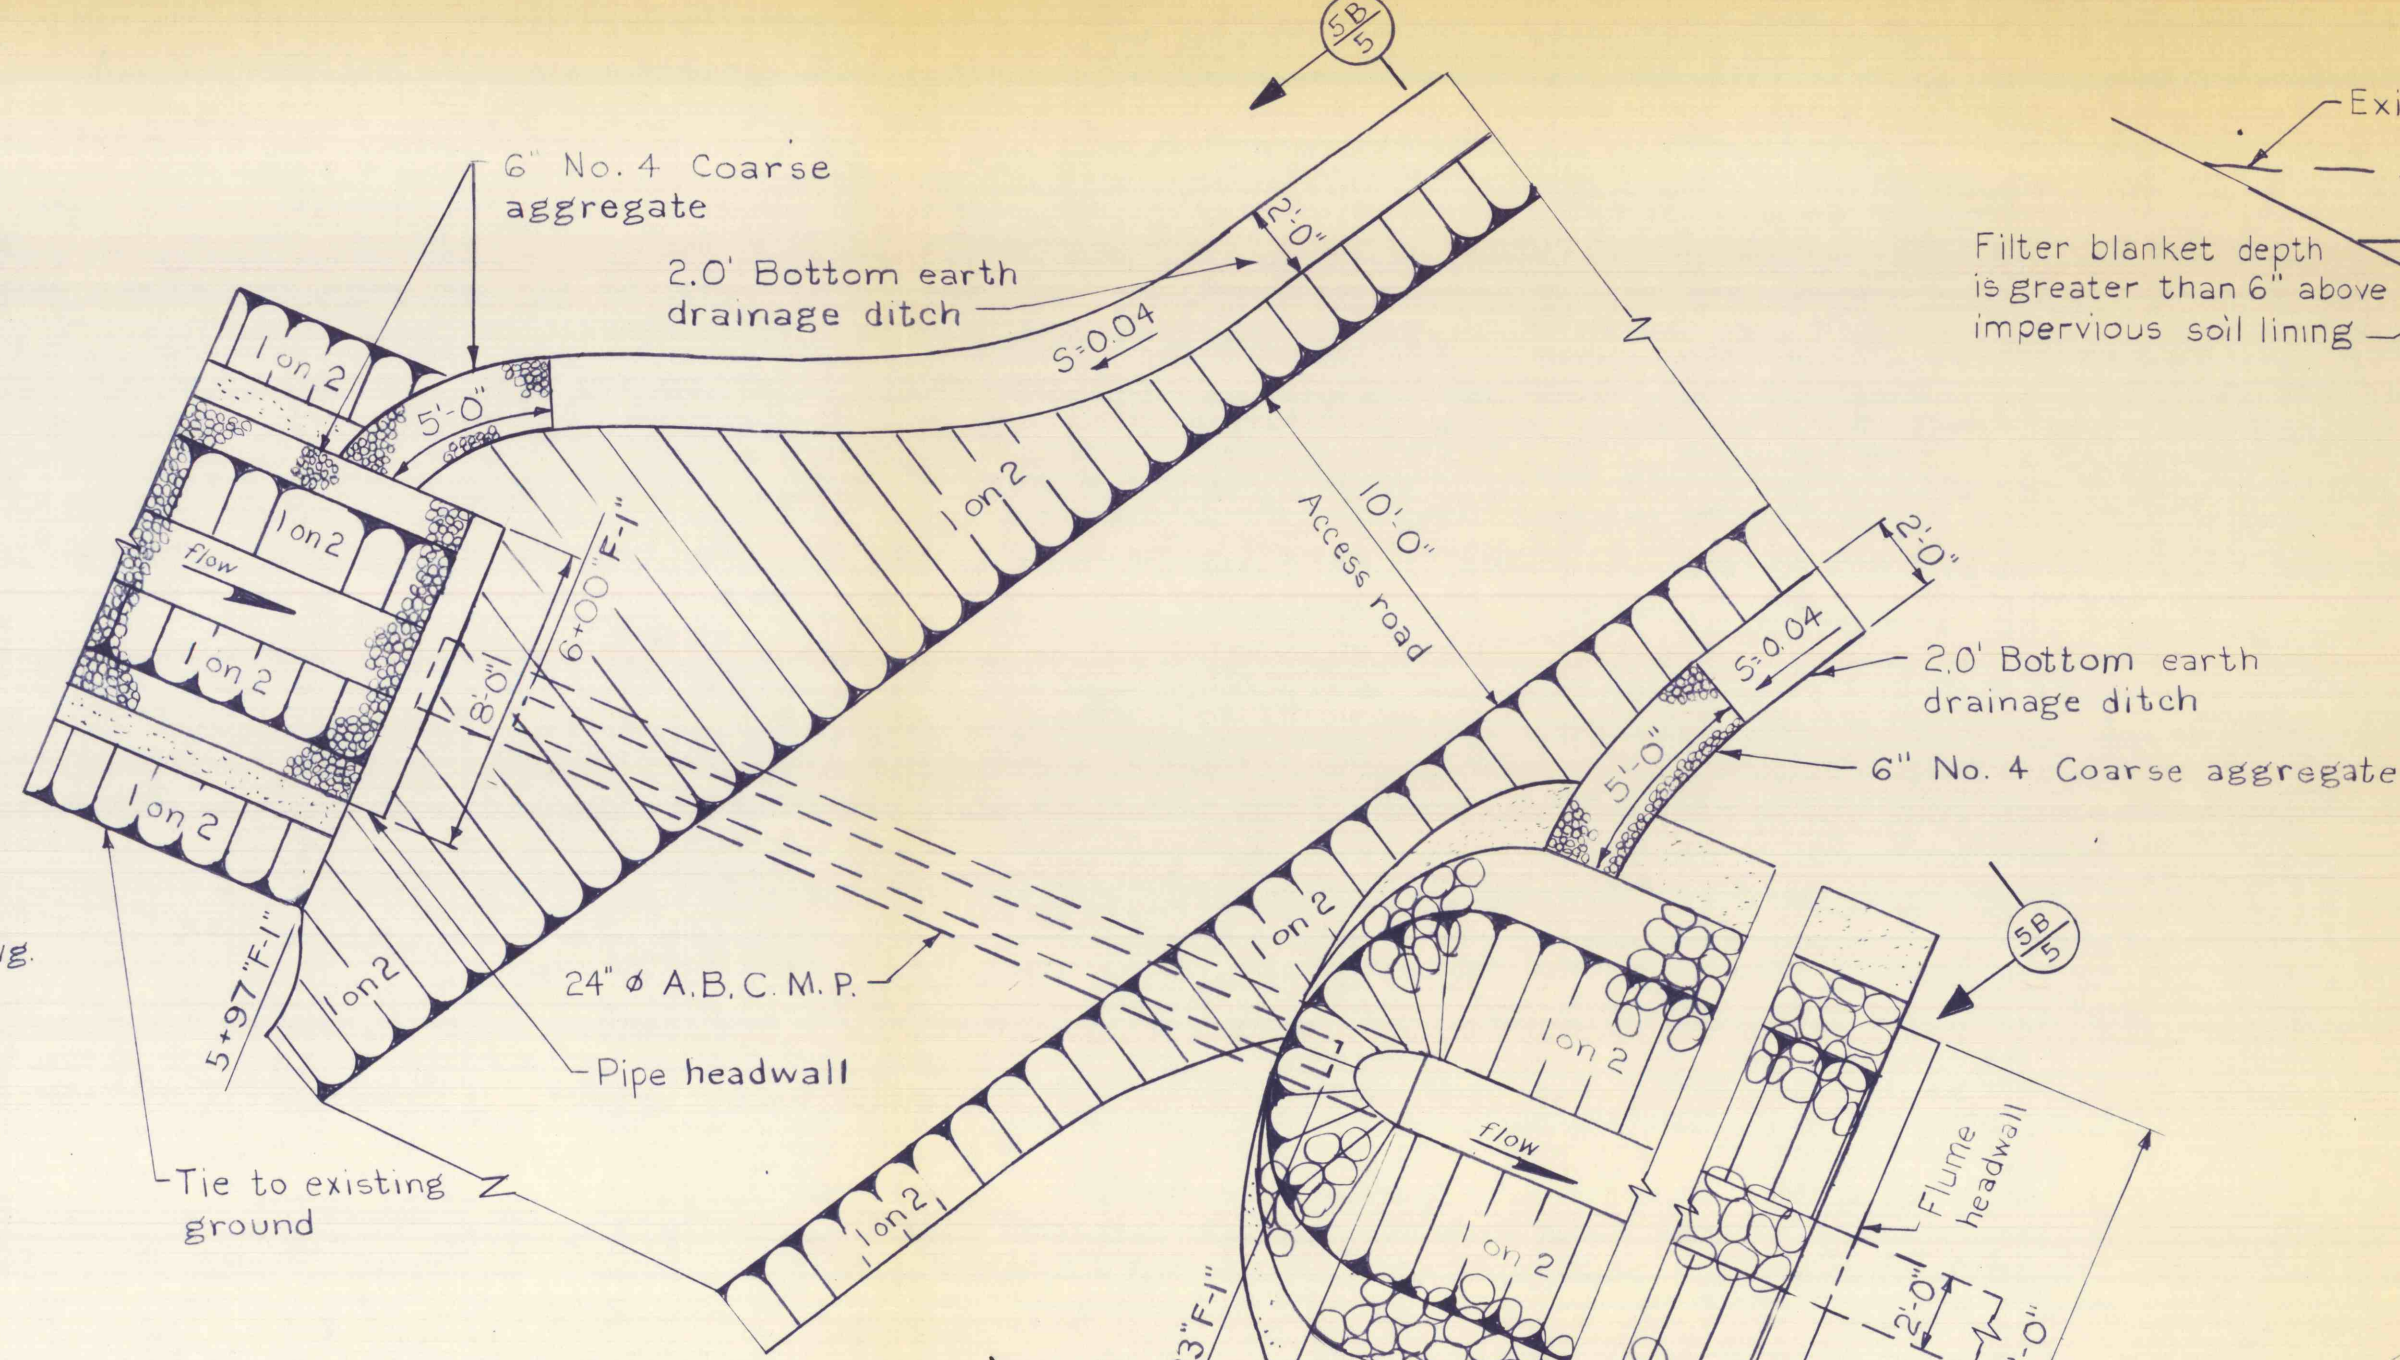 5B
5
6" No. 4 Coarse
aggregate
2.0' Bottom earth
drainage ditch
2'-0"
S=0.04
Filter blanket depth
is greater than 6" above
impervious soil lining
1 on 2
5'-0"
1 on 2
1 on 2
flow
1 on 2
1 on 2
6+00 "F-1"
18'-0"
10'-0"
Access road
2'-0"
S=0.04
2.0' Bottom earth
drainage ditch
5'-0"
6" No. 4 Coarse aggregate
5B
5
1 on 2
5+97 "F-1"
1 on 2
24" ø A.B.C.M.P.
Pipe headwall
1 on 2
flow
1 on 2
Flume
headwall
Tie to existing
ground
1 on 2
2'-0"